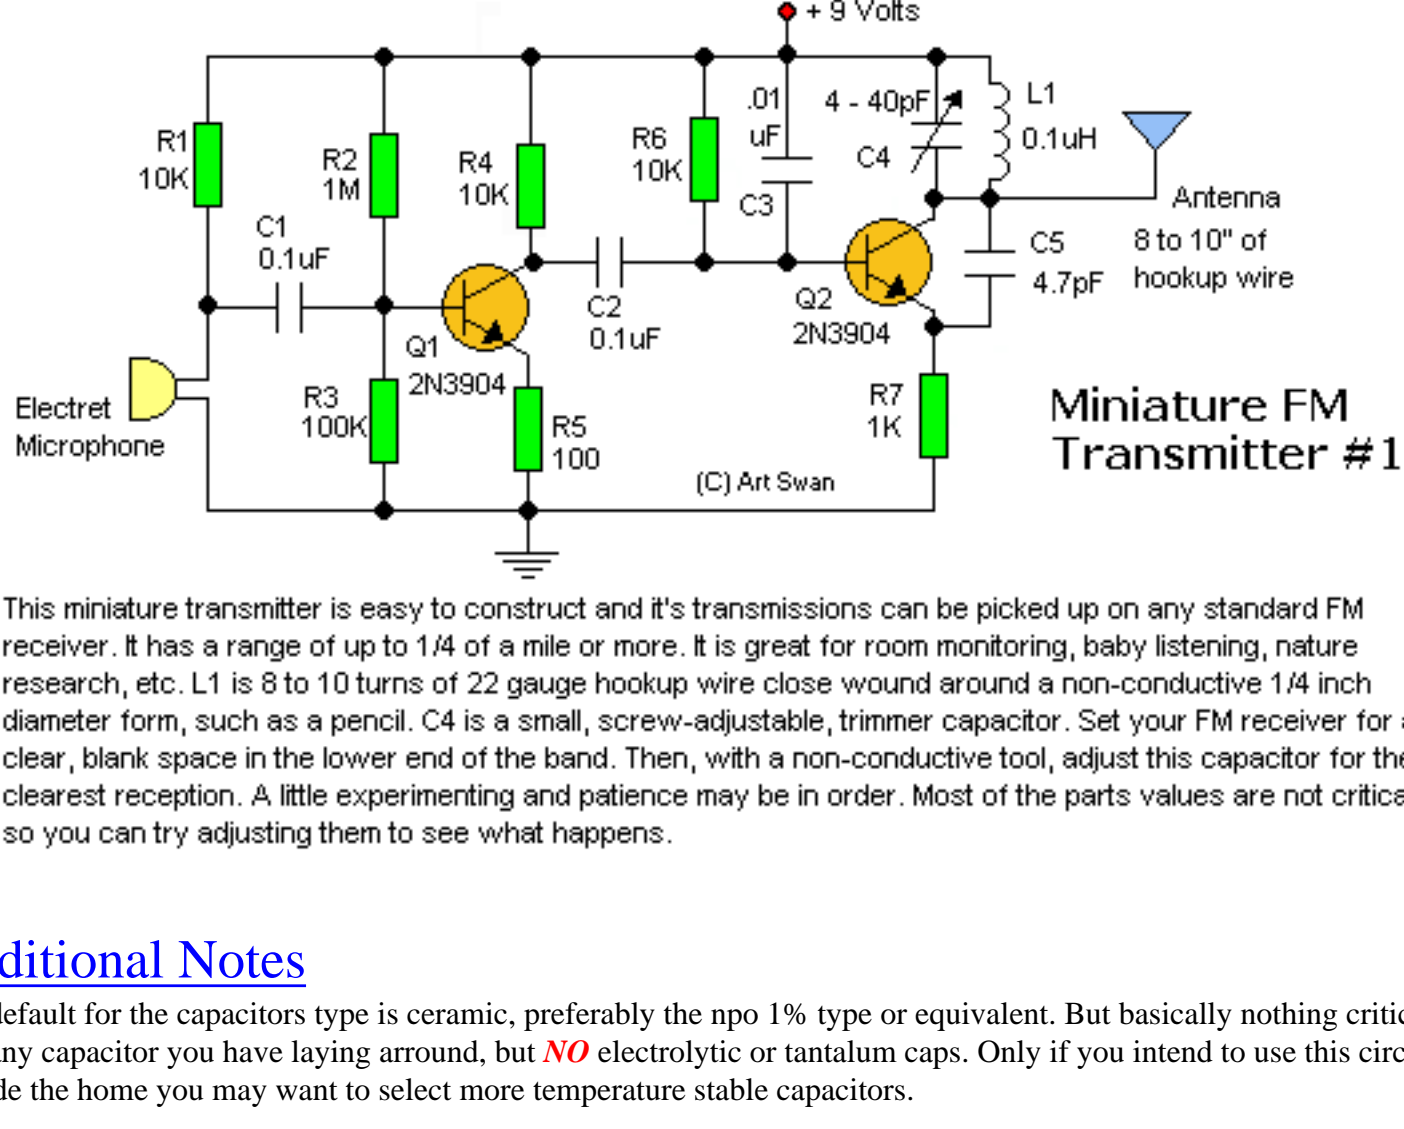 + 9 Volts
R1
10K
R2
1M
R4
10K
R6
10K
.01
uF
C3
4 - 40pF
C4
L1
0.1uH
C1
0.1uF
Antenna
8 to 10" of
hookup wire
C5
4.7pF
C2
0.1uF
Q1
2N3904
Q2
2N3904
Electret
Microphone
R3
100K
R5
100
R7
1K
(C) Art Swan
Miniature FM
Transmitter #1
This miniature transmitter is easy to construct and it's transmissions can be picked up on any standard FM
receiver. It has a range of up to 1/4 of a mile or more. It is great for room monitoring, baby listening, nature
research, etc. L1 is 8 to 10 turns of 22 gauge hookup wire close wound around a non-conductive 1/4 inch
diameter form, such as a pencil. C4 is a small, screw-adjustable, trimmer capacitor. Set your FM receiver for a
clear, blank space in the lower end of the band. Then, with a non-conductive tool, adjust this capacitor for the
clearest reception. A little experimenting and patience may be in order. Most of the parts values are not critica
so you can try adjusting them to see what happens.
ditional Notes
default for the capacitors type is ceramic, preferably the npo 1% type or equivalent. But basically nothing critic
any capacitor you have laying arround, but NO electrolytic or tantalum caps. Only if you intend to use this circ
de the home you may want to select more temperature stable capacitors.